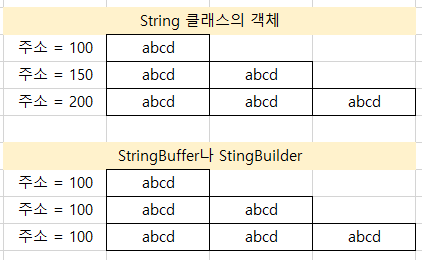 String 클래스의 객체
주소 = 100 abcd
주소 = 150 abcd abcd
주소 = 200 abcd abcd abcd
StringBuffer나 StingBuilder
주소 = 100 abcd
주소 = 100 abcd abcd
주소 = 100 abcd abcd abcd